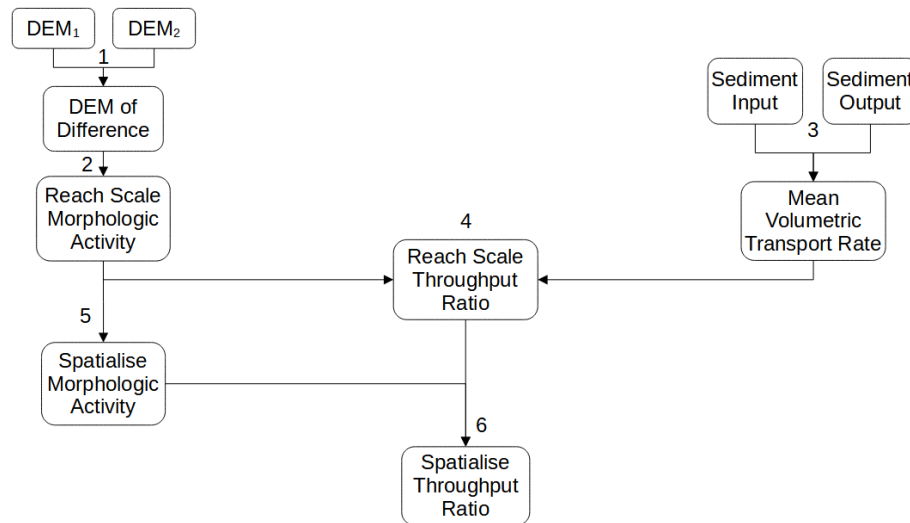 DEM₁
DEM₂
1
DEM of
Difference
2
Reach Scale
Morphologic
Activity
Sediment
Input
Sediment
Output
3
Mean
Volumetric
Transport Rate
4
Reach Scale
Throughput
Ratio
5
Spatialise
Morphologic
Activity
6
Spatialise
Throughput
Ratio